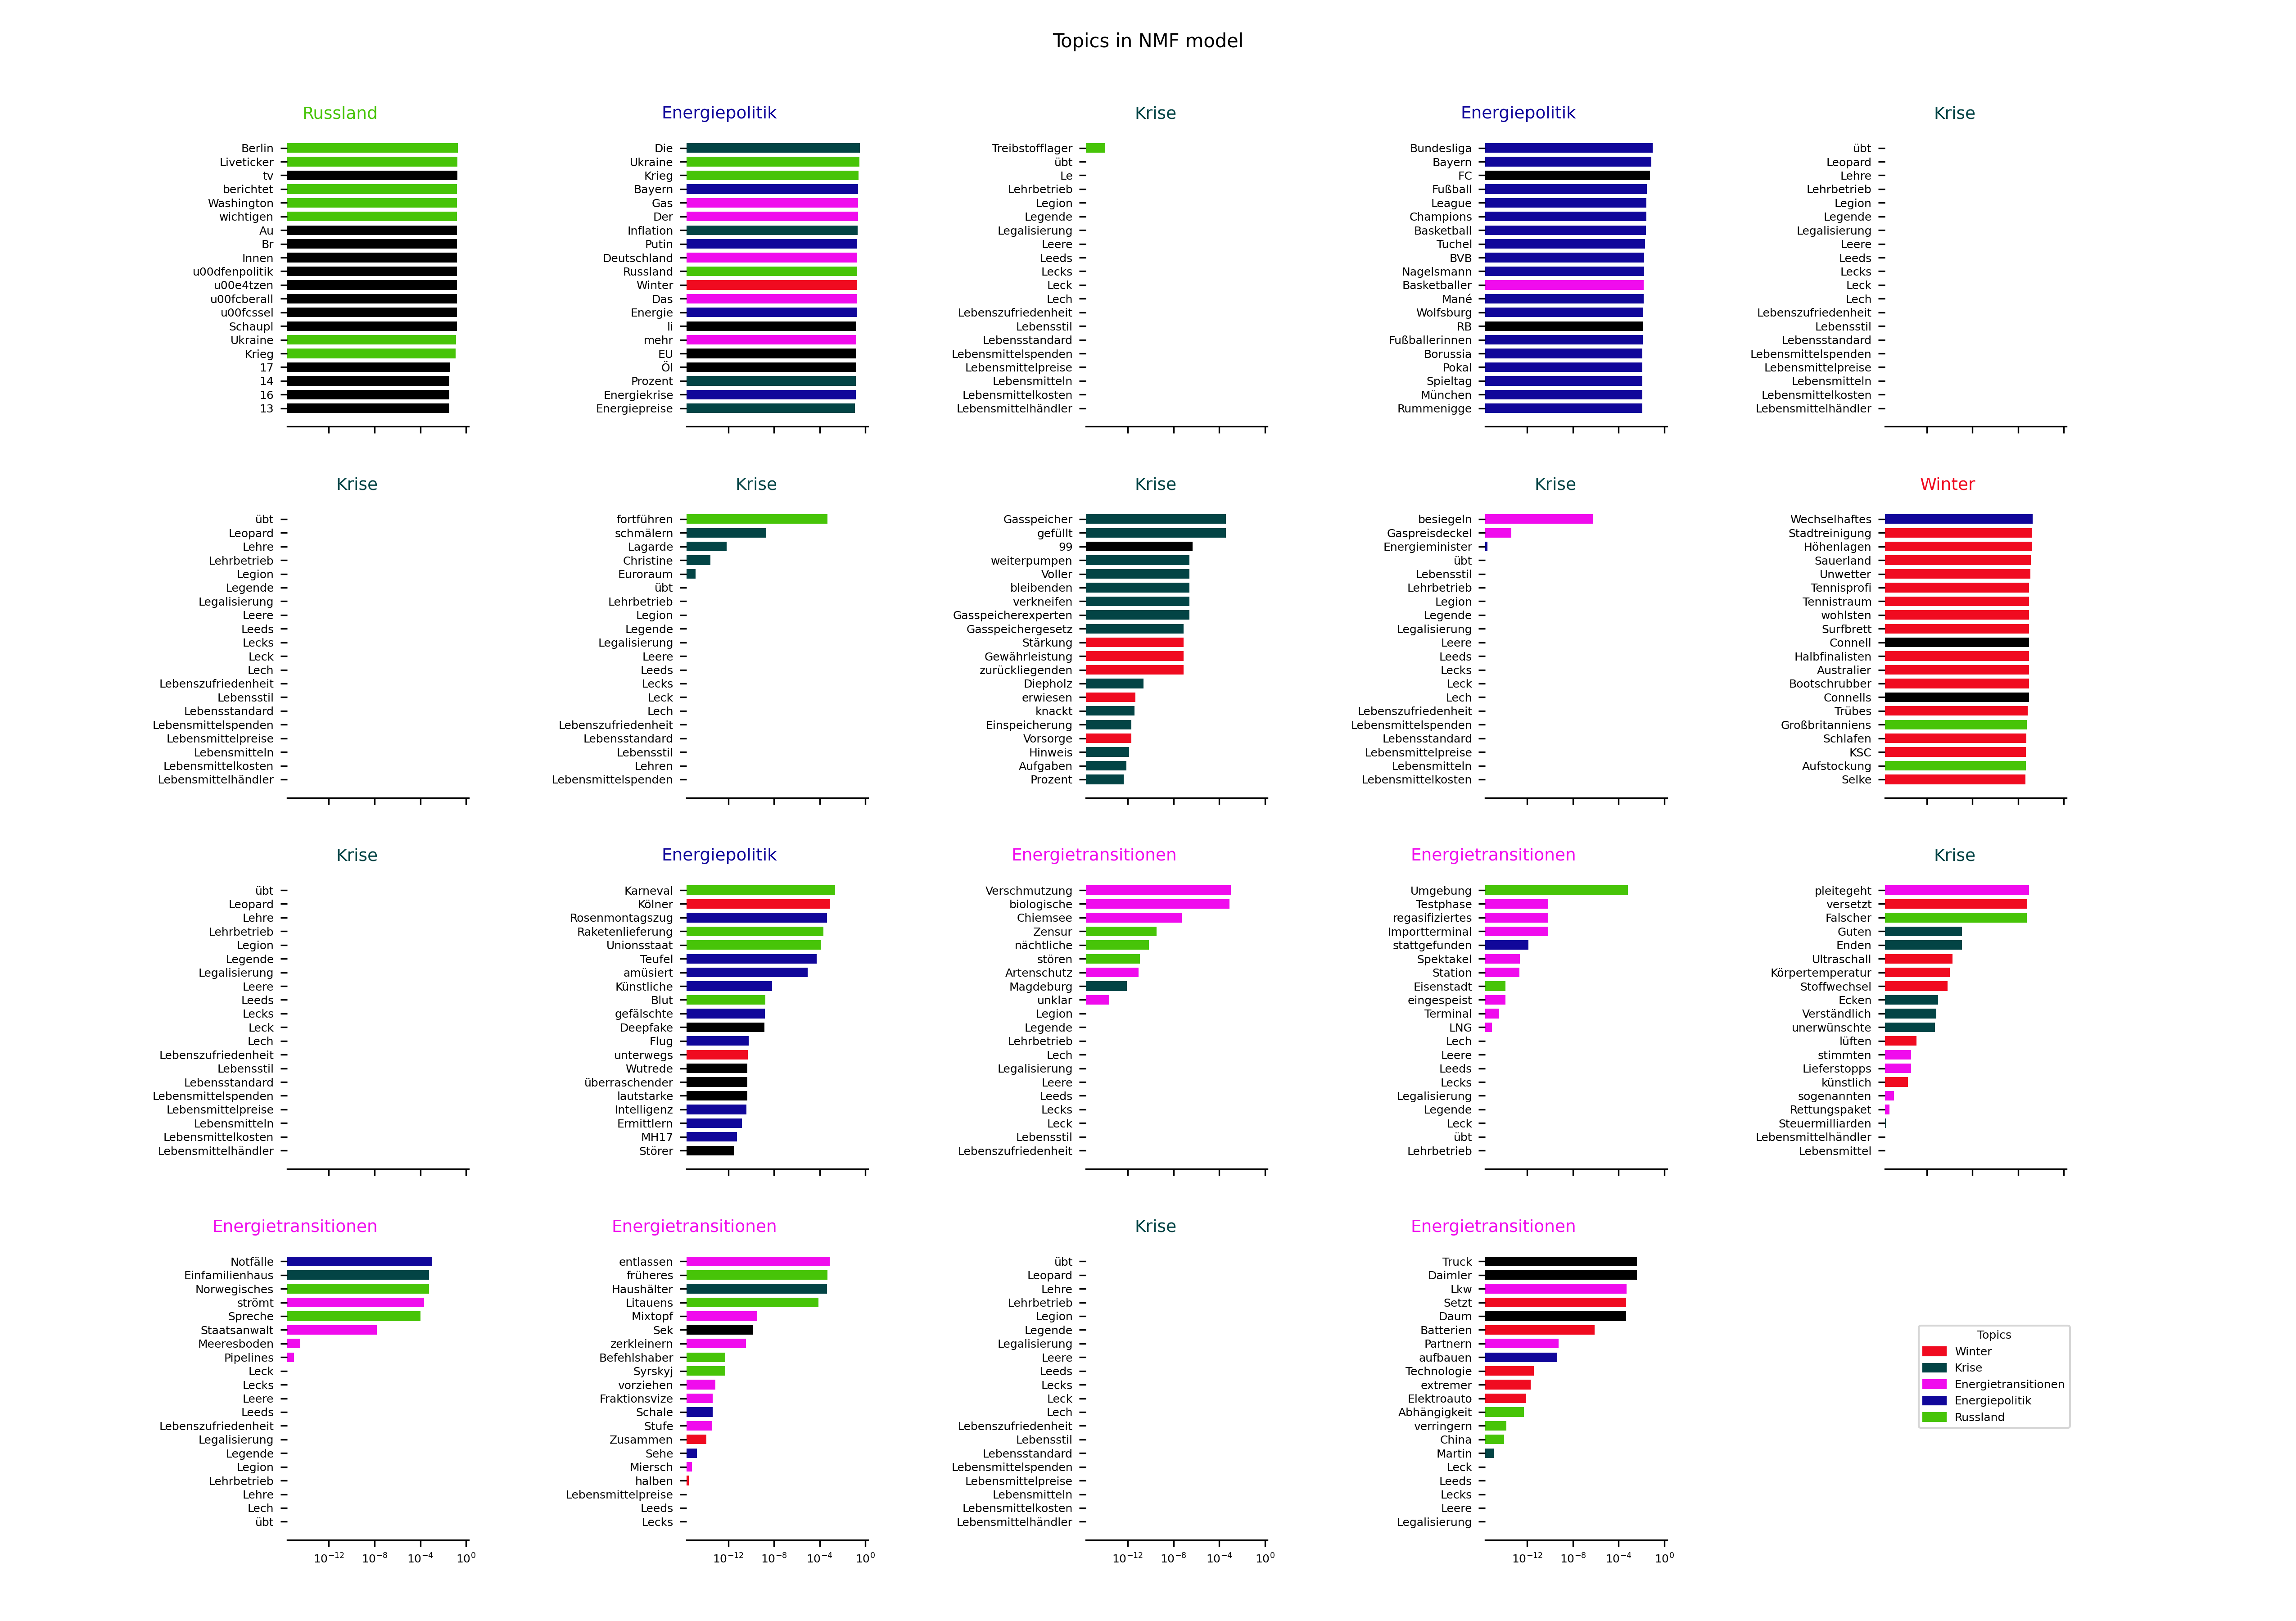 Topics in NMF model
Russland
Berlin
Liveticker
tv
berichtet
Washington
wichtigen
Au
Br
Innen
u00dfenpolitik
u00e4tzen
u00fcberall
u00fcssel
Schaupl
Ukraine
Krieg
17
14
16
13
Energiepolitik
Die
Ukraine
Krieg
Bayern
Gas
Der
Inflation
Putin
Deutschland
Russland
Winter
Das
Energie
li
mehr
EU
Öl
Prozent
Energiekrise
Energiepreise
Krise
Treibstofflager
übt
Le
Lehrbetrieb
Legion
Legende
Legalisierung
Leere
Leeds
Lecks
Leck
Lech
Lebenszufriedenheit
Lebensstil
Lebensstandard
Lebensmittelspenden
Lebensmittelpreise
Lebensmitteln
Lebensmittelkosten
Lebensmittelhändler
Energiepolitik
Bundesliga
Bayern
FC
Fußball
League
Champions
Basketball
Tuchel
BVB
Nagelsmann
Basketballer
Mané
Wolfsburg
RB
Fußballerinnen
Borussia
Pokal
Spieltag
München
Rummenigge
Krise
übt
Leopard
Lehre
Lehrbetrieb
Legion
Legende
Legalisierung
Leere
Leeds
Lecks
Leck
Lech
Lebenszufriedenheit
Lebensstil
Lebensstandard
Lebensmittelspenden
Lebensmittelpreise
Lebensmitteln
Lebensmittelkosten
Lebensmittelhändler
Krise
übt
Leopard
Lehre
Lehrbetrieb
Legion
Legende
Legalisierung
Leere
Leeds
Lecks
Leck
Lech
Lebenszufriedenheit
Lebensstil
Lebensstandard
Lebensmittelspenden
Lebensmittelpreise
Lebensmitteln
Lebensmittelkosten
Lebensmittelhändler
Krise
fortführen
schmälern
Lagarde
Christine
Euroraum
übt
Lehrbetrieb
Legion
Legende
Legalisierung
Leere
Leeds
Lecks
Leck
Lech
Lebenszufriedenheit
Lebensstandard
Lebensstil
Lehren
Lebensmittelspenden
Krise
Gasspeicher
gefüllt
99
weiterpumpen
Voller
bleibenden
verkneifen
Gasspeicherexperten
Gasspeichergesetz
Stärkung
Gewährleistung
zurückliegenden
Diepholz
erwiesen
knackt
Einspeicherung
Vorsorge
Hinweis
Aufgaben
Prozent
Krise
besiegeln
Gaspreisdeckel
Energieminister
übt
Lebensstil
Lehrbetrieb
Legion
Legende
Legalisierung
Leere
Leeds
Lecks
Leck
Lech
Lebenszufriedenheit
Lebensmittelspenden
Lebensstandard
Lebensmittelpreise
Lebensmitteln
Lebensmittelkosten
Winter
Wechselhaftes
Stadtreinigung
Höhenlagen
Sauerland
Unwetter
Tennisprofi
Tennistraum
wohlsten
Surfbrett
Connell
Halbfinalisten
Australier
Bootschrubber
Connells
Trübes
Großbritanniens
Schlafen
KSC
Aufstockung
Selke
Krise
übt
Leopard
Lehre
Lehrbetrieb
Legion
Legende
Legalisierung
Leere
Leeds
Lecks
Leck
Lech
Lebenszufriedenheit
Lebensstil
Lebensstandard
Lebensmittelspenden
Lebensmittelpreise
Lebensmitteln
Lebensmittelkosten
Lebensmittelhändler
Energiepolitik
Karneval
Kölner
Rosenmontagszug
Raketenlieferung
Unionsstaat
Teufel
amüsiert
Künstliche
Blut
gefälschte
Deepfake
Flug
unterwegs
Wutrede
überraschender
lautstarke
Intelligenz
Ermittlern
MH17
Störer
Energietransitionen
Verschmutzung
biologische
Chiemsee
Zensur
nächtliche
stören
Artenschutz
Magdeburg
unklar
Legion
Legende
Lehrbetrieb
Lech
Legalisierung
Leere
Leeds
Lecks
Leck
Lebensstil
Lebenszufriedenheit
Energietransitionen
Umgebung
Testphase
regasifiziertes
Importterminal
stattgefunden
Spektakel
Station
Eisenstadt
eingespeist
Terminal
LNG
Lech
Leere
Leeds
Lecks
Legalisierung
Legende
Leck
übt
Lehrbetrieb
Krise
pleitegeht
versetzt
Falscher
Guten
Enden
Ultraschall
Körpertemperatur
Stoffwechsel
Ecken
Verständlich
unerwünschte
lüften
stimmten
Lieferstopps
künstlich
sogenannten
Rettungspaket
Steuermilliarden
Lebensmittelhändler
Lebensmittel
Energietransitionen
Notfälle
Einfamilienhaus
Norwegisches
strömt
Spreche
Staatsanwalt
Meeresboden
Pipelines
Leck
Lecks
Leere
Leeds
Lebenszufriedenheit
Legalisierung
Legende
Legion
Lehrbetrieb
Lehre
Lech
übt
10⁻¹² 10⁻⁸ 10⁻⁴ 10⁰
Energietransitionen
entlassen
früheres
Haushälter
Litauens
Mixtopf
Sek
zerkleinern
Befehlshaber
Syrskyj
vorziehen
Fraktionsvize
Schale
Stufe
Zusammen
Sehe
Miersch
halben
Lebensmittelpreise
Leeds
Lecks
10⁻¹² 10⁻⁸ 10⁻⁴ 10⁰
Krise
übt
Leopard
Lehre
Lehrbetrieb
Legion
Legende
Legalisierung
Leere
Leeds
Lecks
Leck
Lech
Lebenszufriedenheit
Lebensstil
Lebensstandard
Lebensmittelspenden
Lebensmittelpreise
Lebensmitteln
Lebensmittelkosten
Lebensmittelhändler
10⁻¹² 10⁻⁸ 10⁻⁴ 10⁰
Energietransitionen
Truck
Daimler
Lkw
Setzt
Daum
Batterien
Partnern
aufbauen
Technologie
extremer
Elektroauto
Abhängigkeit
verringern
China
Martin
Leck
Leeds
Lecks
Leere
Legalisierung
10⁻¹² 10⁻⁸ 10⁻⁴ 10⁰
Topics
Winter
Krise
Energietransitionen
Energiepolitik
Russland